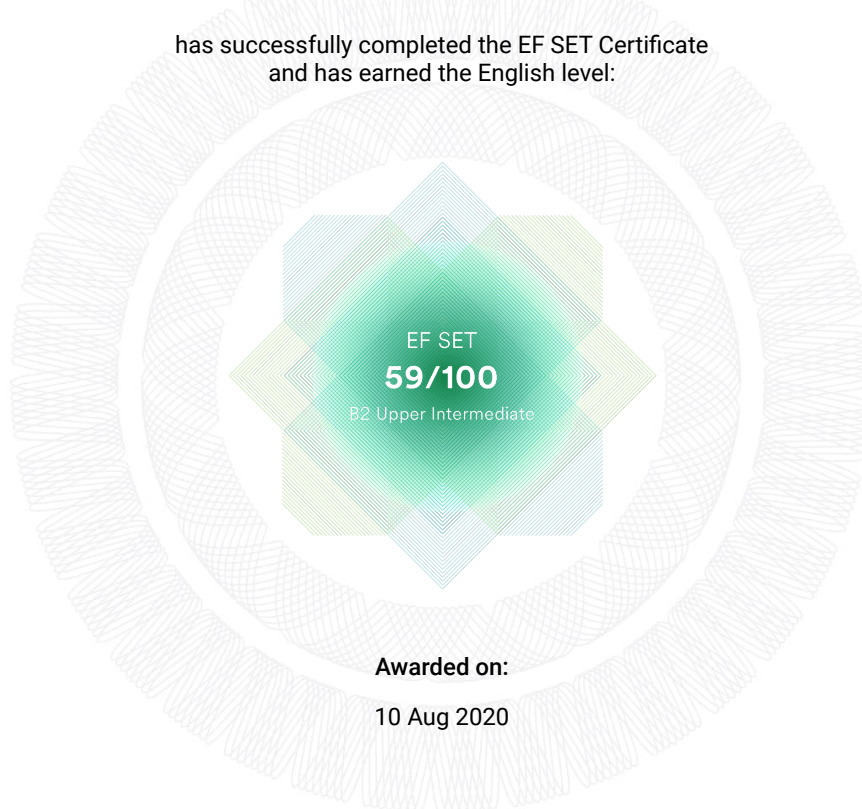 has successfully completed the EF SET Certificate
and has earned the English level:
EF SET
59/100
B2 Upper Intermediate
Awarded on:
10 Aug 2020